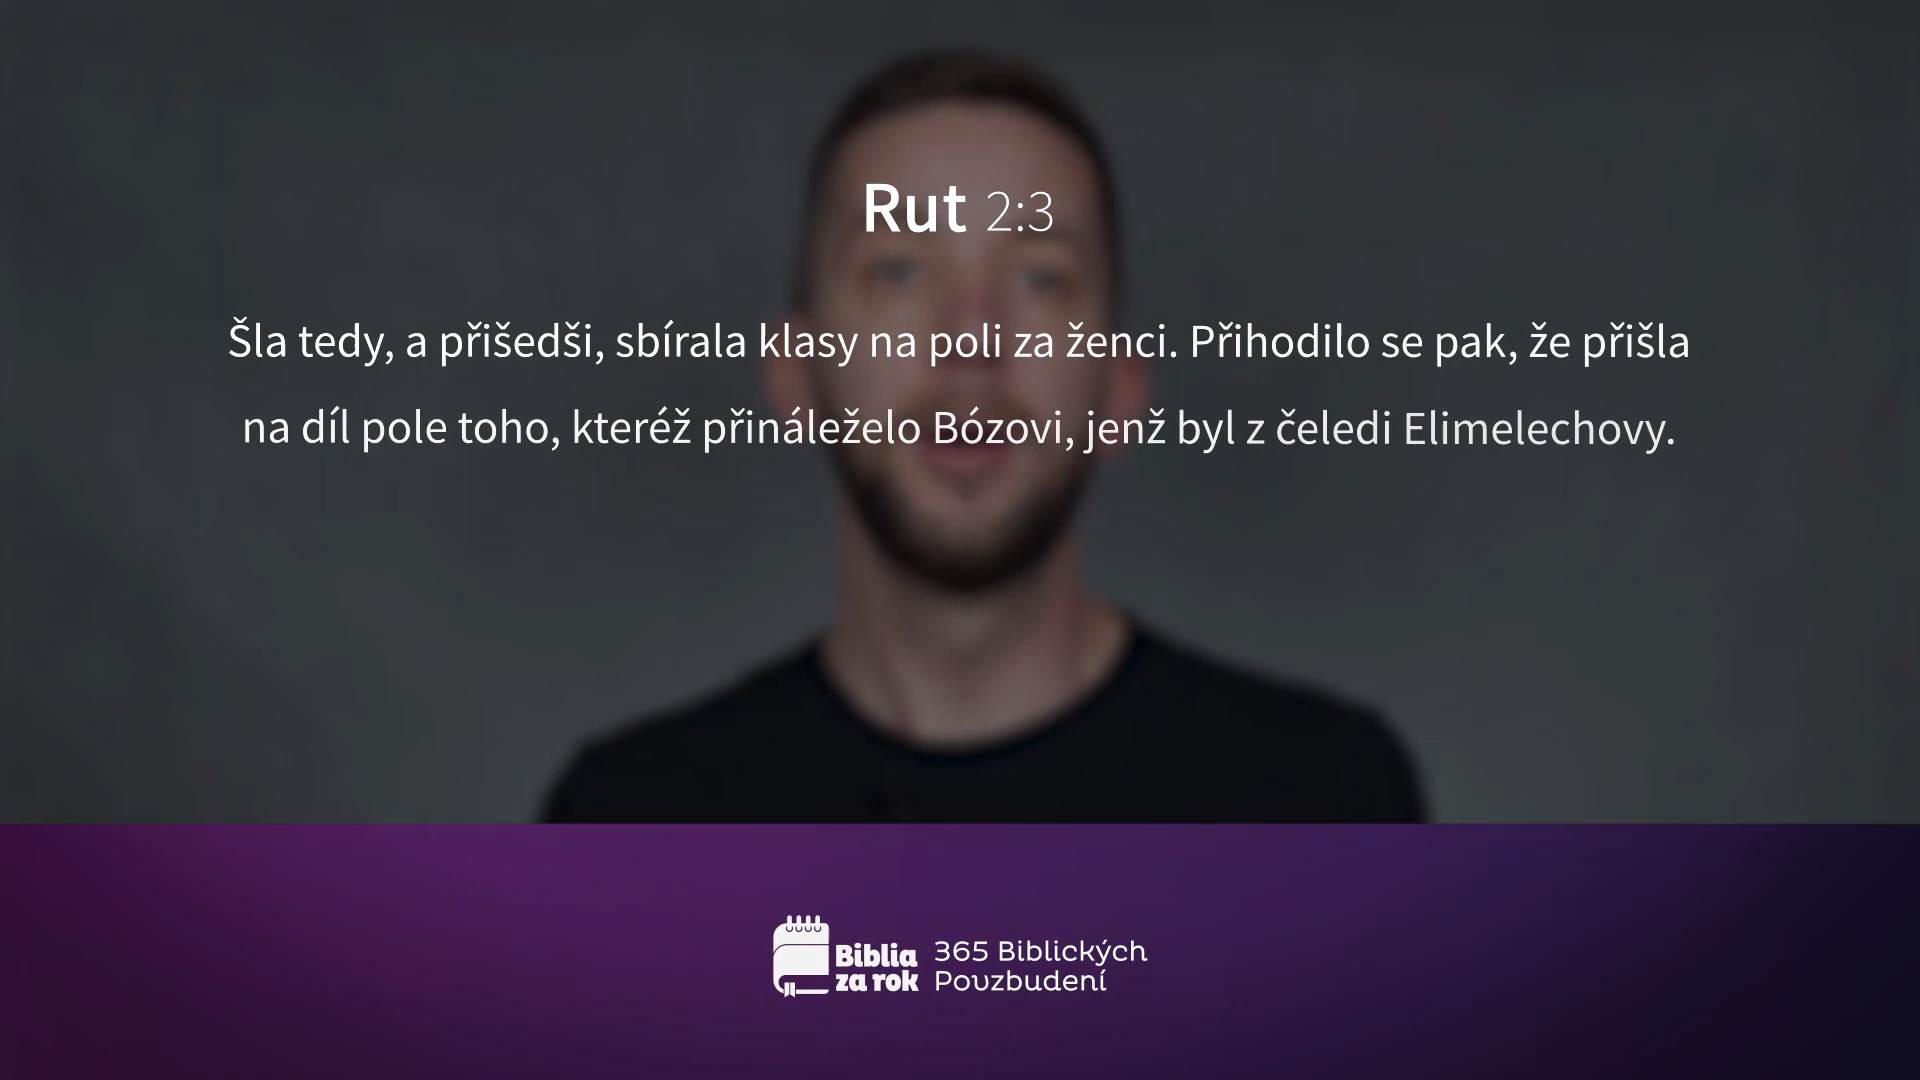 Rut 2:3
Šla tedy, a přišedši, sbírala klasy na poli za ženci. Přihodilo se pak, že přišla
na díl pole toho, kteréž přináleželo Bózovi, jenž byl z čeledi Elimelechovy.
Biblia
za rok
365 Biblických
Povzbudení